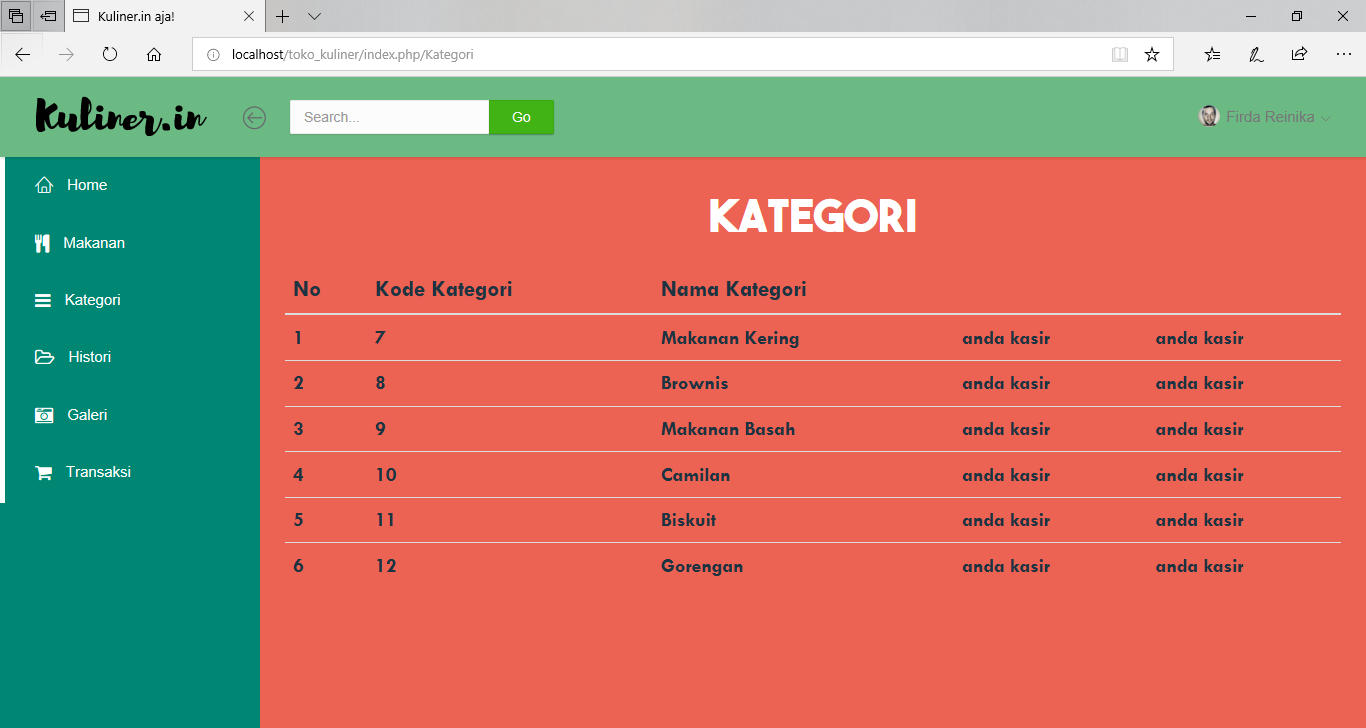 Kuliner.in aja!
localhost/toko_kuliner/index.php/Kategori
Kuliner.in Search... Go Firda Reinika
Home
Makanan
Kategori
Histori
Galeri
Transaksi
KATEGORI
No Kode Kategori Nama Kategori
1 7 Makanan Kering anda kasir anda kasir
2 8 Brownis anda kasir anda kasir
3 9 Makanan Basah anda kasir anda kasir
4 10 Camilan anda kasir anda kasir
5 11 Biskuit anda kasir anda kasir
6 12 Gorengan anda kasir anda kasir